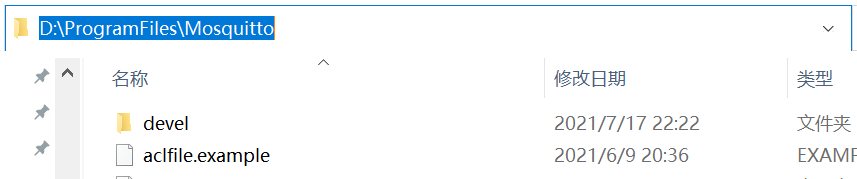 D:\ProgramFiles\Mosquitto
名称 修改日期 类型
devel 2021/7/17 22:22 文件夹
aclfile.example 2021/6/9 20:36 EXAMF